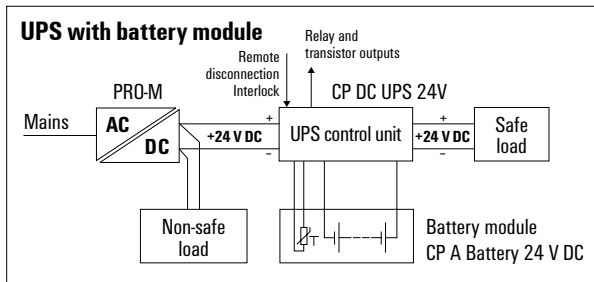 UPS with battery module
Relay and
transistor outputs
Remote
disconnection
Interlock
PRO-M
CP DC UPS 24V
Mains
AC
DC
+
+24 V DC
–
UPS control unit
+
+24 V DC
–
Safe
load
Non-safe
load
T
Battery module
CP A Battery 24 V DC